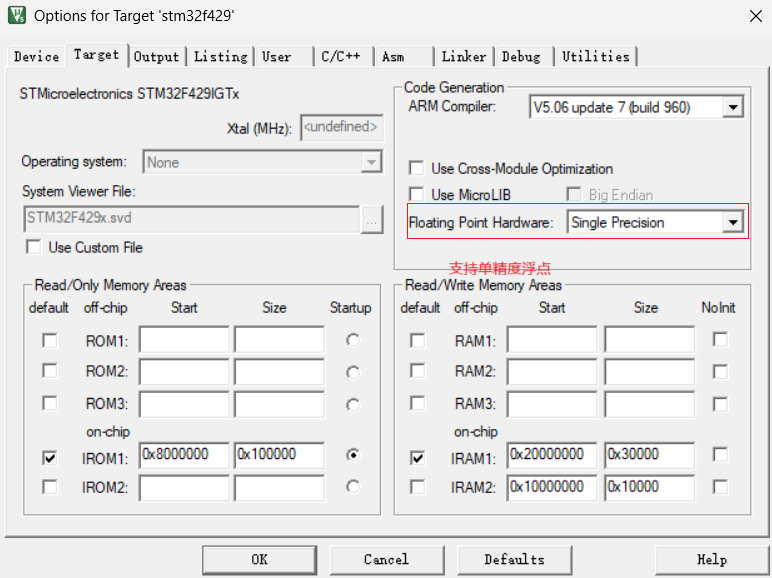 Options for Target 'stm32f429'
Device Target Output Listing User C/C++ Asm Linker Debug Utilities
STMicroelectronics STM32F429IGTx
Xtal (MHz): <undefined>
Operating system: None
System Viewer File:
STM32F429x.svd ...
Use Custom File
Code Generation
ARM Compiler: V5.06 update 7 (build 960)
Use Cross-Module Optimization
Use MicroLIB Big Endian
Floating Point Hardware: Single Precision
支持单精度浮点
Read/Only Memory Areas
default off-chip Start Size Startup
ROM1:
ROM2:
ROM3:
on-chip
IROM1: 0x8000000 0x100000
IROM2:
Read/Write Memory Areas
default off-chip Start Size NoInit
RAM1:
RAM2:
RAM3:
on-chip
IRAM1: 0x20000000 0x30000
IRAM2: 0x10000000 0x10000
OK Cancel Defaults Help